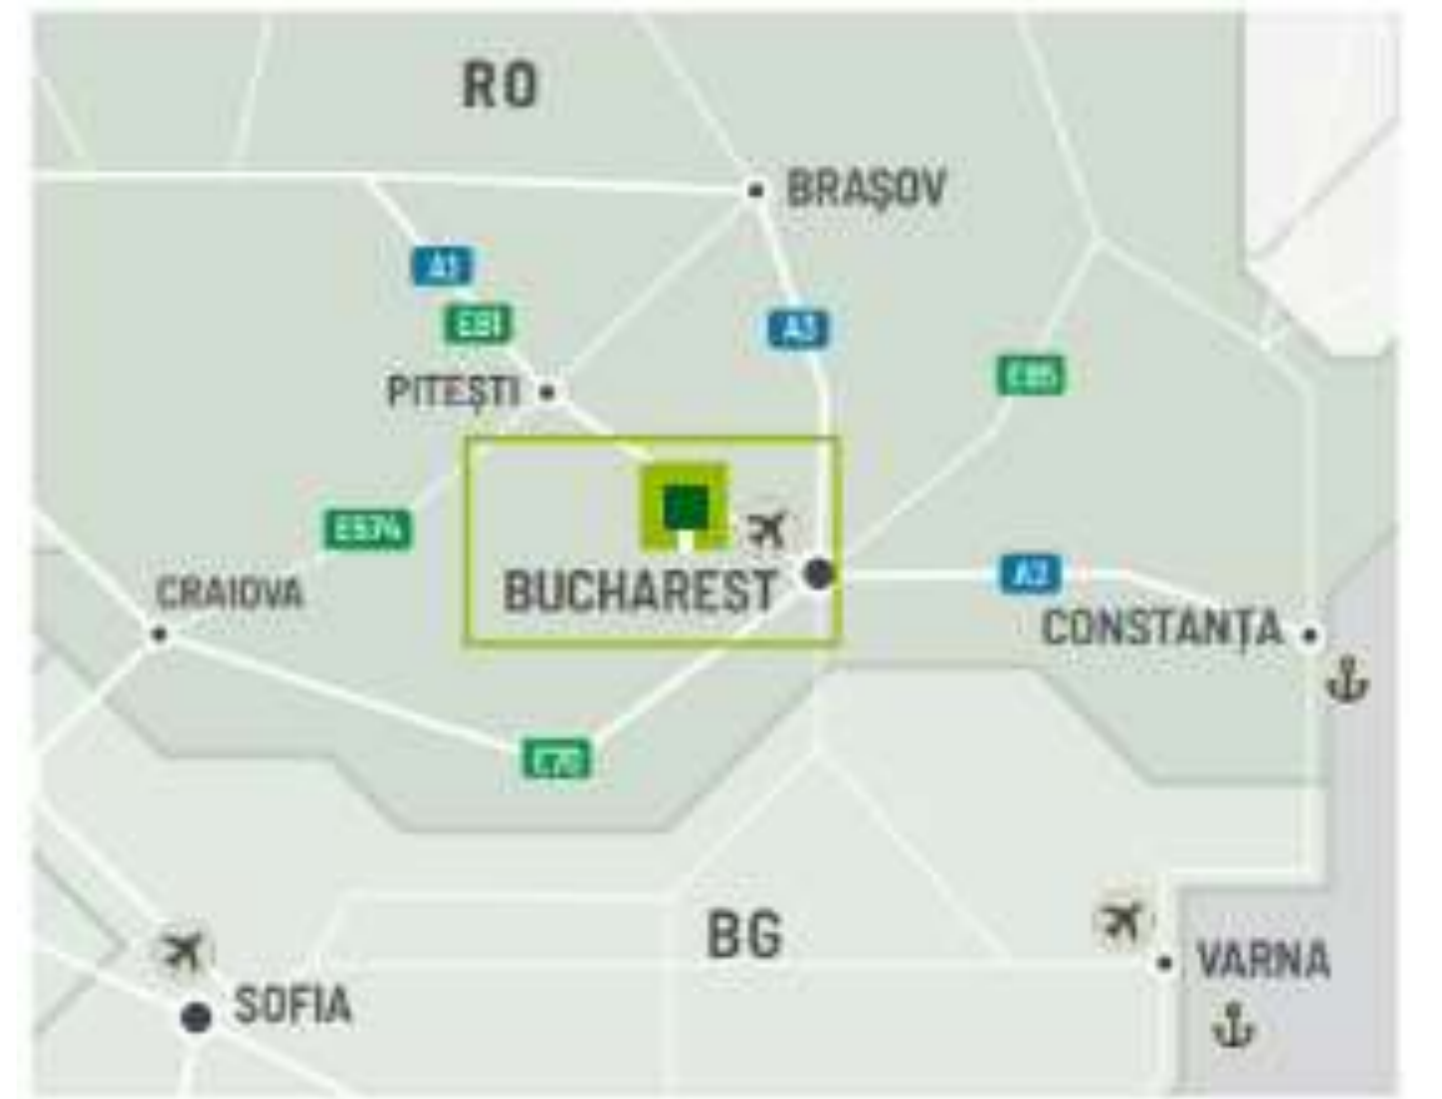 RO
BRAȘOV
A1
E81
A3
PITEȘTI
E85
E574
BUCHAREST
A2
CRAIOVA
CONSTANȚA
E70
BG
VARNA
SOFIA